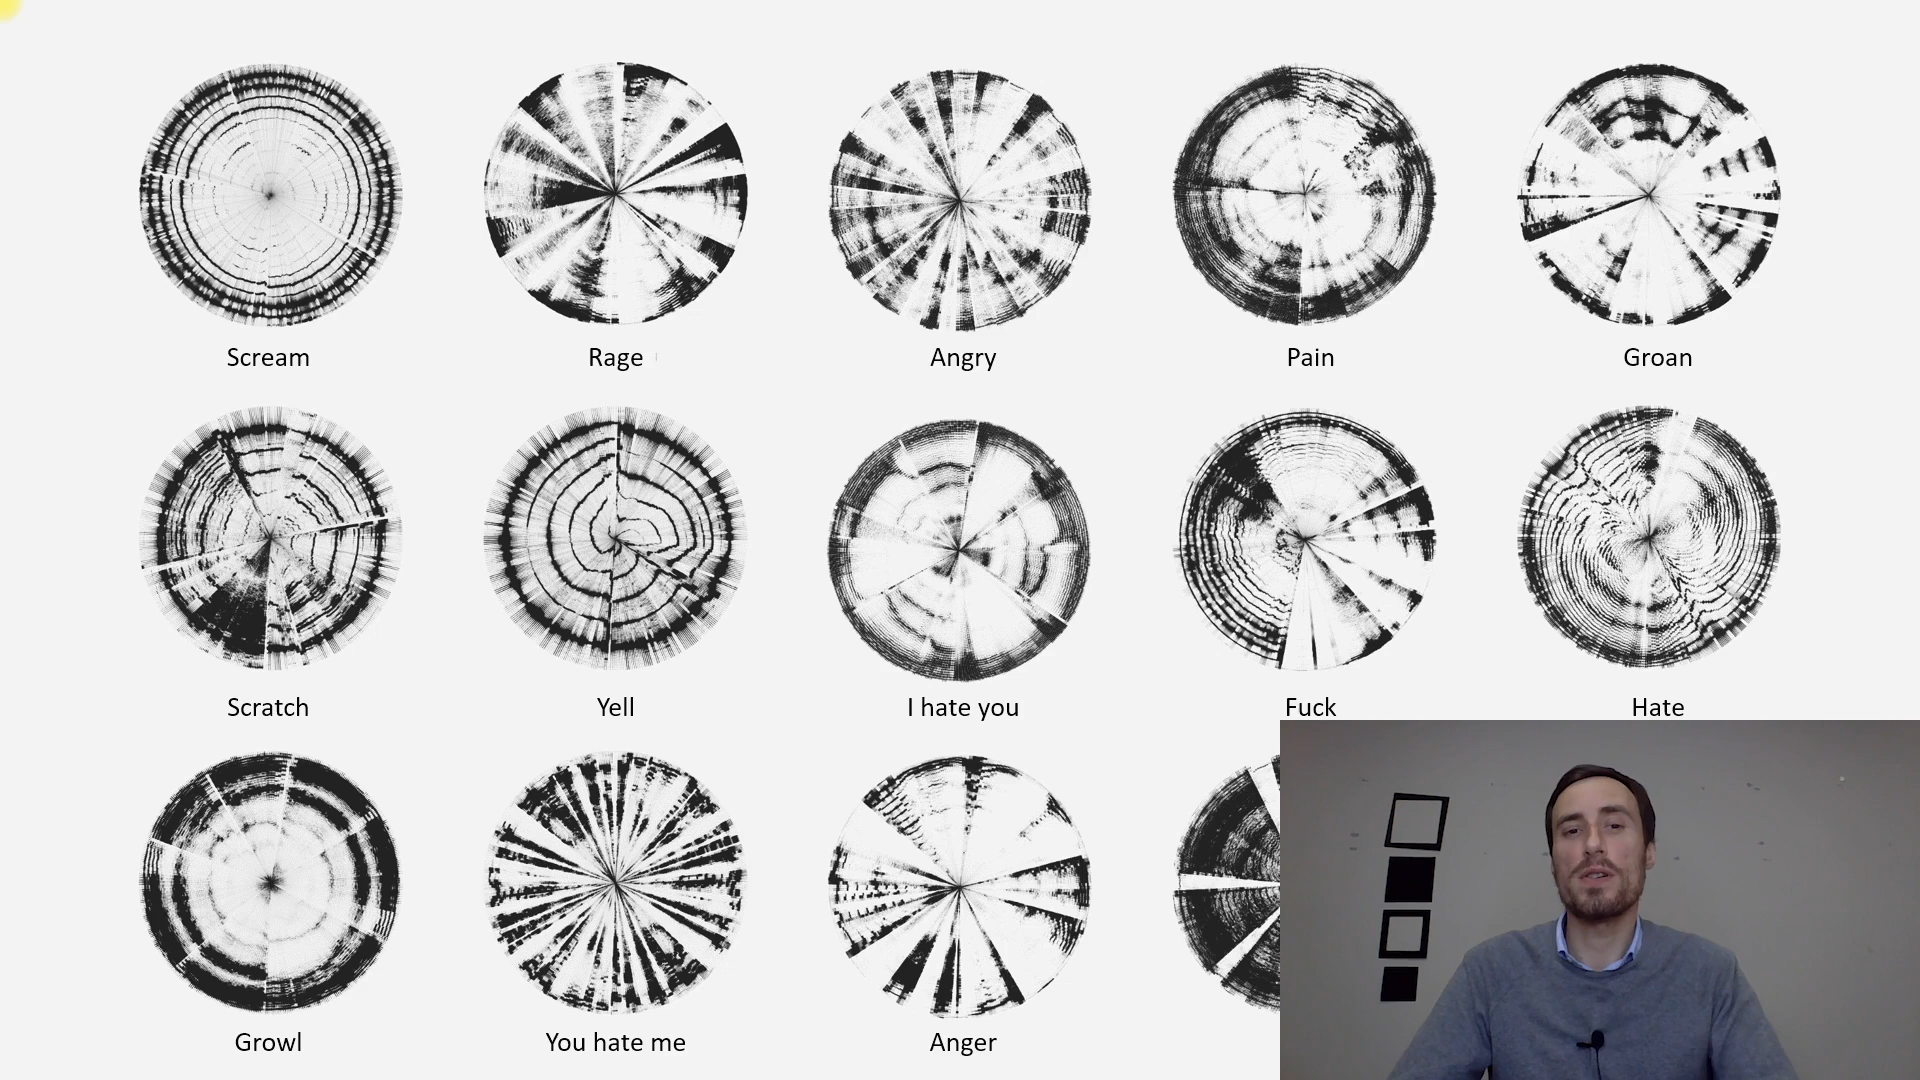 Scream
Rage
Angry
Pain
Groan
Scratch
Yell
I hate you
Fuck
Hate
Growl
You hate me
Anger